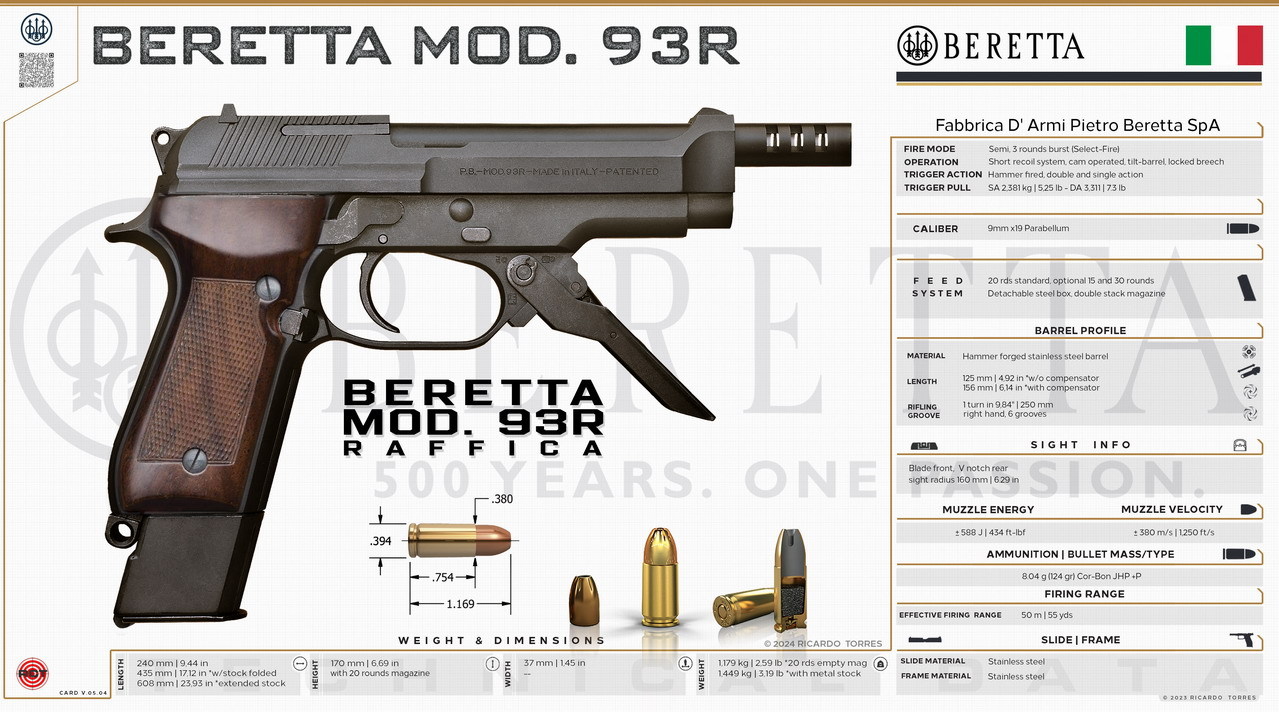 BERETTA MOD. 93R
BERETTA
Fabbrica D' Armi Pietro Beretta SpA
FIRE MODE Semi, 3 rounds burst (Select-Fire)
OPERATION Short recoil system, cam operated, tilt-barrel, locked breech
TRIGGER ACTION Hammer fired, double and single action
TRIGGER PULL SA 2,381 kg | 5,25 lb - DA 3,311 | 7.3 lb
CALIBER 9mm x19 Parabellum
FEED SYSTEM
20 rds standard, optional 15 and 30 rounds
Detachable steel box, double stack magazine
BARREL PROFILE
MATERIAL Hammer forged stainless steel barrel
LENGTH
125 mm | 4,92 in *w/o compensator
156 mm | 6,14 in *with compensator
RIFLING GROOVE
1 turn in 9,84" | 250 mm
right hand, 6 grooves
SIGHT INFO
Blade front, V notch rear
sight radius 160 mm | 6.29 in
MUZZLE ENERGY MUZZLE VELOCITY
± 588 J | 434 ft-lbf ± 380 m/s | 1,250 ft/s
AMMUNITION | BULLET MASS/TYPE
8.04 g (124 gr) Cor-Bon JHP +P
FIRING RANGE
EFFECTIVE FIRING RANGE 50 m | 55 yds
SLIDE | FRAME
SLIDE MATERIAL Stainless steel
FRAME MATERIAL Stainless steel
© 2023 RICARDO TORRES
P.B.-MOD.93R-MADE in ITALY-PATENTED
BERETTA
BERETTA
MOD. 93R
RAFFICA
500 YEARS. ONE PASSION.
.380
.394
.754
1.169
© 2024 RICARDO TORRES
WEIGHT & DIMENSIONS
LENGTH
240 mm | 9.44 in
435 mm | 17.12 in *w/stock folded
608 mm | 23,93 in *extended stock
HEIGHT
170 mm | 6.69 in
with 20 rounds magazine
WIDTH
37 mm | 1.45 in
--
WEIGHT
1.179 kg | 2.59 lb *20 rds empty mag
1,449 kg | 3.19 lb *with metal stock
TECHNICAL DATA
RDT
CARD V 05.04